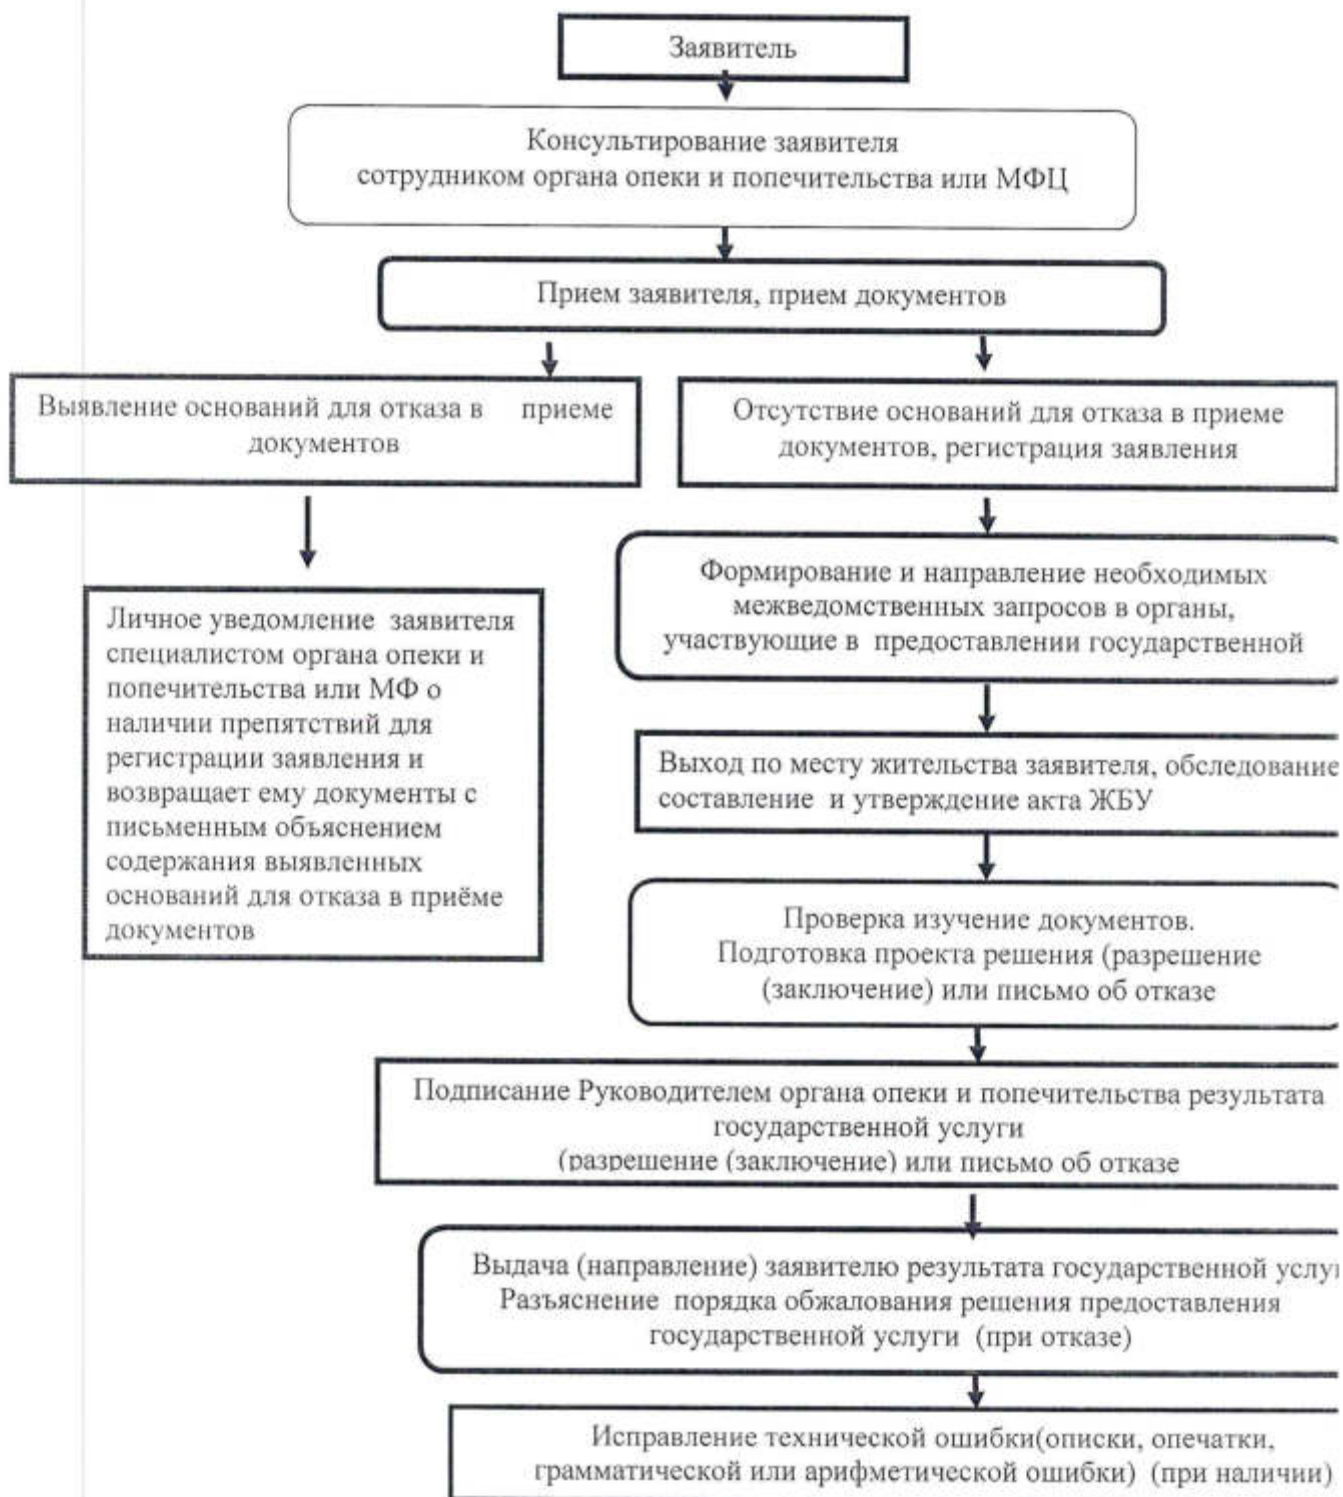 Заявитель
Консультирование заявителя
сотрудником органа опеки и попечительства или МФЦ
Прием заявителя, прием документов
Выявление оснований для отказа в приеме
документов
Отсутствие оснований для отказа в приеме
документов, регистрация заявления
Личное уведомление заявителя
специалистом органа опеки и
попечительства или МФ о
наличии препятствий для
регистрации заявления и
возвращает ему документы с
письменным объяснением
содержания выявленных
оснований для отказа в приёме
документов
Формирование и направление необходимых
межведомственных запросов в органы,
участвующие в предоставлении государственной
Выход по месту жительства заявителя, обследование
составление и утверждение акта ЖБУ
Проверка изучение документов.
Подготовка проекта решения (разрешение
(заключение) или письмо об отказе
Подписание Руководителем органа опеки и попечительства результата
государственной услуги
(разрешение (заключение) или письмо об отказе
Выдача (направление) заявителю результата государственной
Разъяснение порядка обжалования решения предоставления
государственной услуги (при отказе)
Исправление технической ошибки(описки, опечатки,
грамматической или арифметической ошибки) (при наличии)